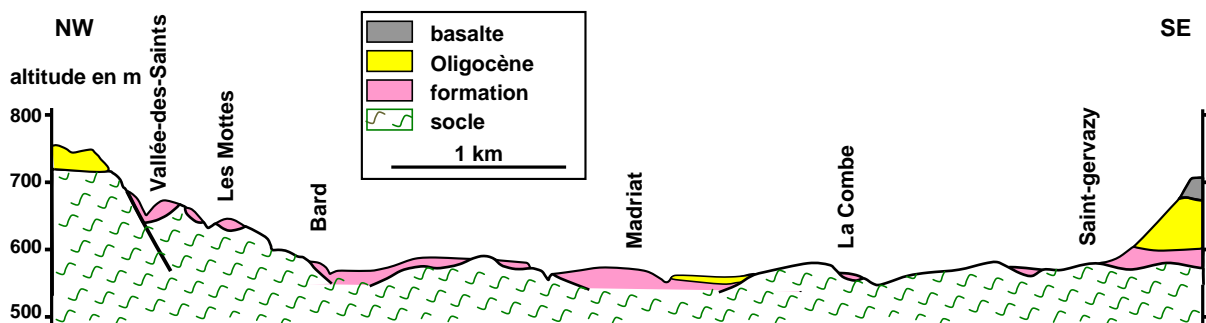 NW
SE
altitude en m
basalte
Oligocène
formation
socle
1 km
800
700
600
500
Vallée-des-Saints
Les Mottes
Bard
Madriat
La Combe
Saint-gervazy